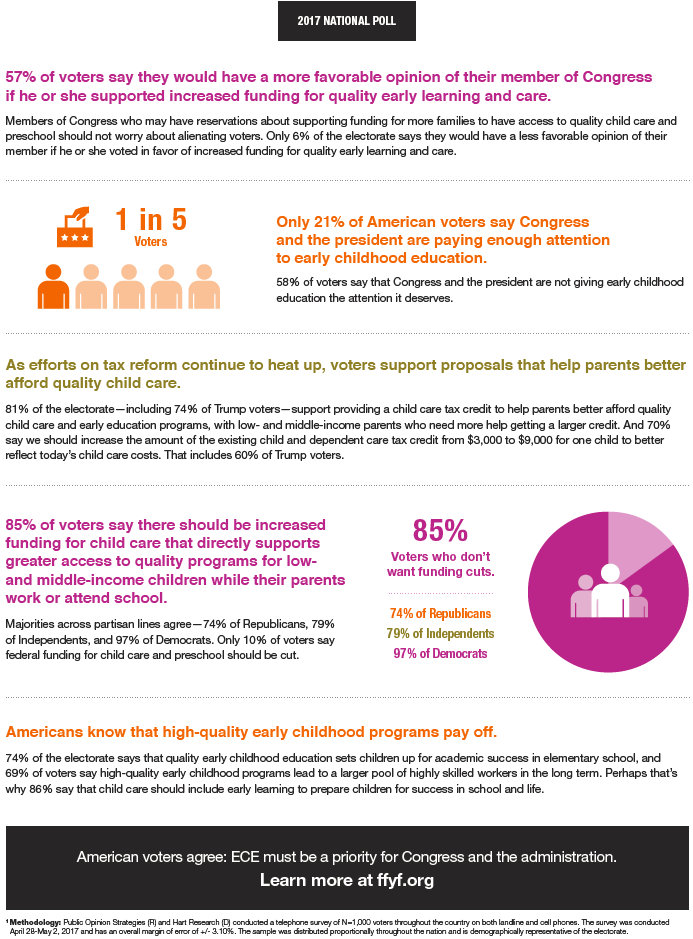 2017 NATIONAL POLL
57% of voters say they would have a more favorable opinion of their member of Congress
if he or she supported increased funding for quality early learning and care.
Members of Congress who may have reservations about supporting funding for more families to have access to quality child care and
preschool should not worry about alienating voters. Only 6% of the electorate says they would have a less favorable opinion of their
member if he or she voted in favor of increased funding for quality early learning and care.
1 in 5
Voters
Only 21% of American voters say Congress
and the president are paying enough attention
to early childhood education.
58% of voters say that Congress and the president are not giving early childhood
education the attention it deserves.
As efforts on tax reform continue to heat up, voters support proposals that help parents better
afford quality child care.
81% of the electorate—including 74% of Trump voters—support providing a child care tax credit to help parents better afford quality
child care and early education programs, with low- and middle-income parents who need more help getting a larger credit. And 70%
say we should increase the amount of the existing child and dependent care tax credit from $3,000 to $9,000 for one child to better
reflect today's child care costs. That includes 60% of Trump voters.
85% of voters say there should be increased
funding for child care that directly supports
greater access to quality programs for low-
and middle-income children while their parents
work or attend school.
Majorities across partisan lines agree—74% of Republicans, 79%
of Independents, and 97% of Democrats. Only 10% of voters say
federal funding for child care and preschool should be cut.
85%
Voters who don't
want funding cuts.
74% of Republicans
79% of Independents
97% of Democrats
Americans know that high-quality early childhood programs pay off.
74% of the electorate says that quality early childhood education sets children up for academic success in elementary school, and
69% of voters say high-quality early childhood programs lead to a larger pool of highly skilled workers in the long term. Perhaps that's
why 86% say that child care should include early learning to prepare children for success in school and life.
American voters agree: ECE must be a priority for Congress and the administration.
Learn more at ffyf.org
¹ Methodology: Public Opinion Strategies (R) and Hart Research (D) conducted a telephone survey of N=1,000 voters throughout the country on both landline and cell phones. The survey was conducted
April 28-May 2, 2017 and has an overall margin of error of +/- 3.10%. The sample was distributed proportionally throughout the nation and is demographically representative of the electorate.